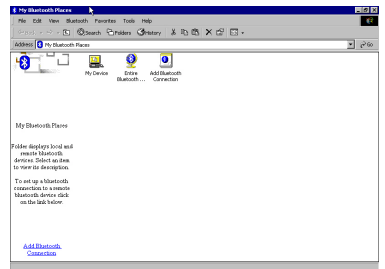 My Bluetooth Places
File Edit View Bluetooth Favorites Tools Help
Search Folders History
Address My Bluetooth Places Go
My Device Entire Bluetooth ... Add Bluetooth Connection
My Bluetooth Places
Folder displays local and
remote bluetooth
devices. Select an item
to view its description.
To set up a bluetooth
connection to a remote
bluetooth device click
on the link below
Add Bluetooth
Connection